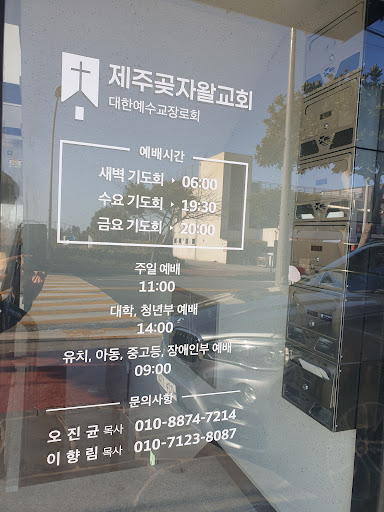 제주곶자왈교회
대한예수교장로회
예배시간
새벽 기도회 ▸ 06:00
수요 기도회 ▸ 19:30
금요 기도회 ▸ 20:00
주일 예배
11:00
대학, 청년부 예배
14:00
유치, 아동, 중고등, 장애인부 예배
09:00
문의사항
오진균 목사 010-8874-7214
이향림 목사 010-7123-8087